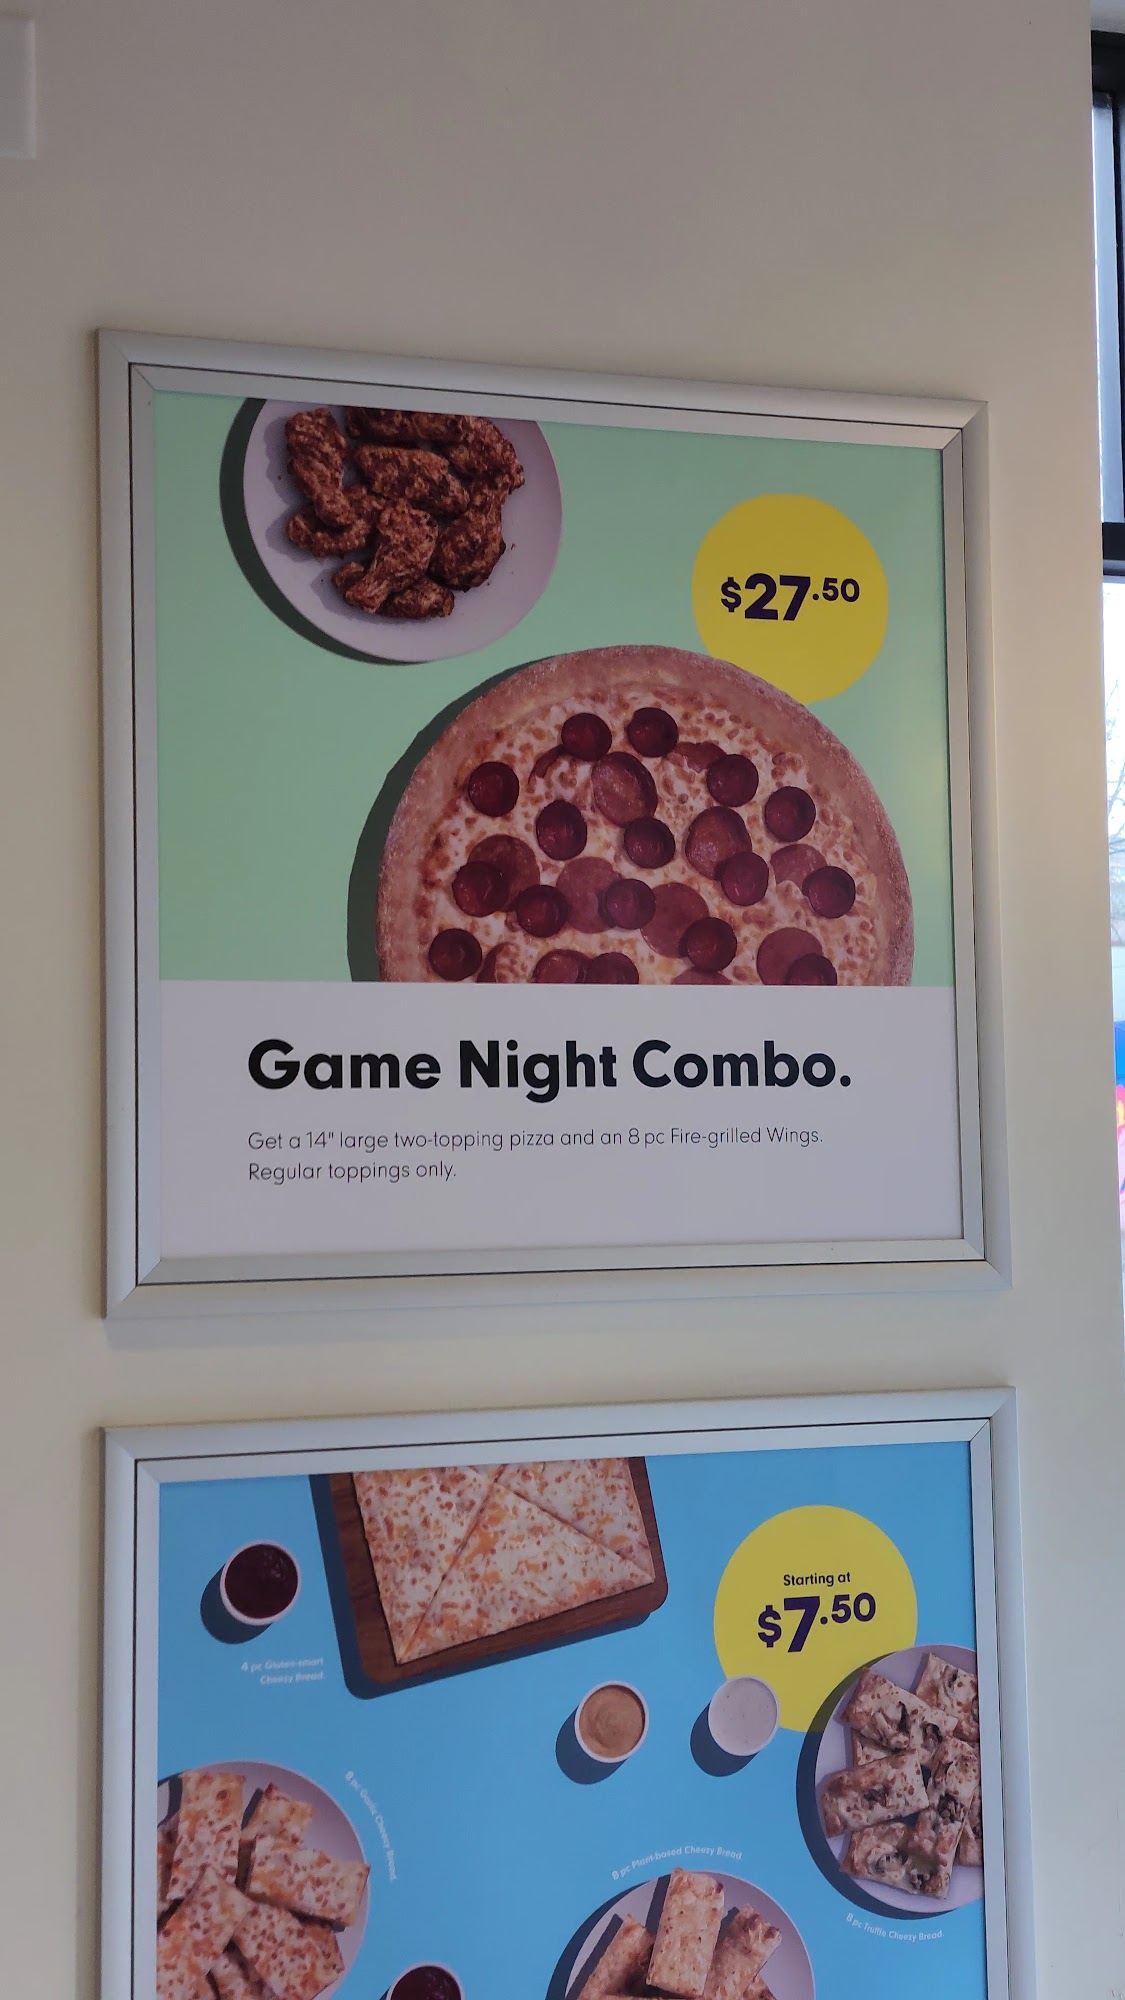 $27.50
Game Night Combo.
Get a 14" large two-topping pizza and an 8 pc Fire-grilled Wings.
Regular toppings only.
Starting at
$7.50
4 pc Gluten-smart
Cheezy Bread.
8 pc Garlic Cheezy Bread.
8 pc Plant-based Cheezy Bread.
8 pc Truffle Cheezy Bread.